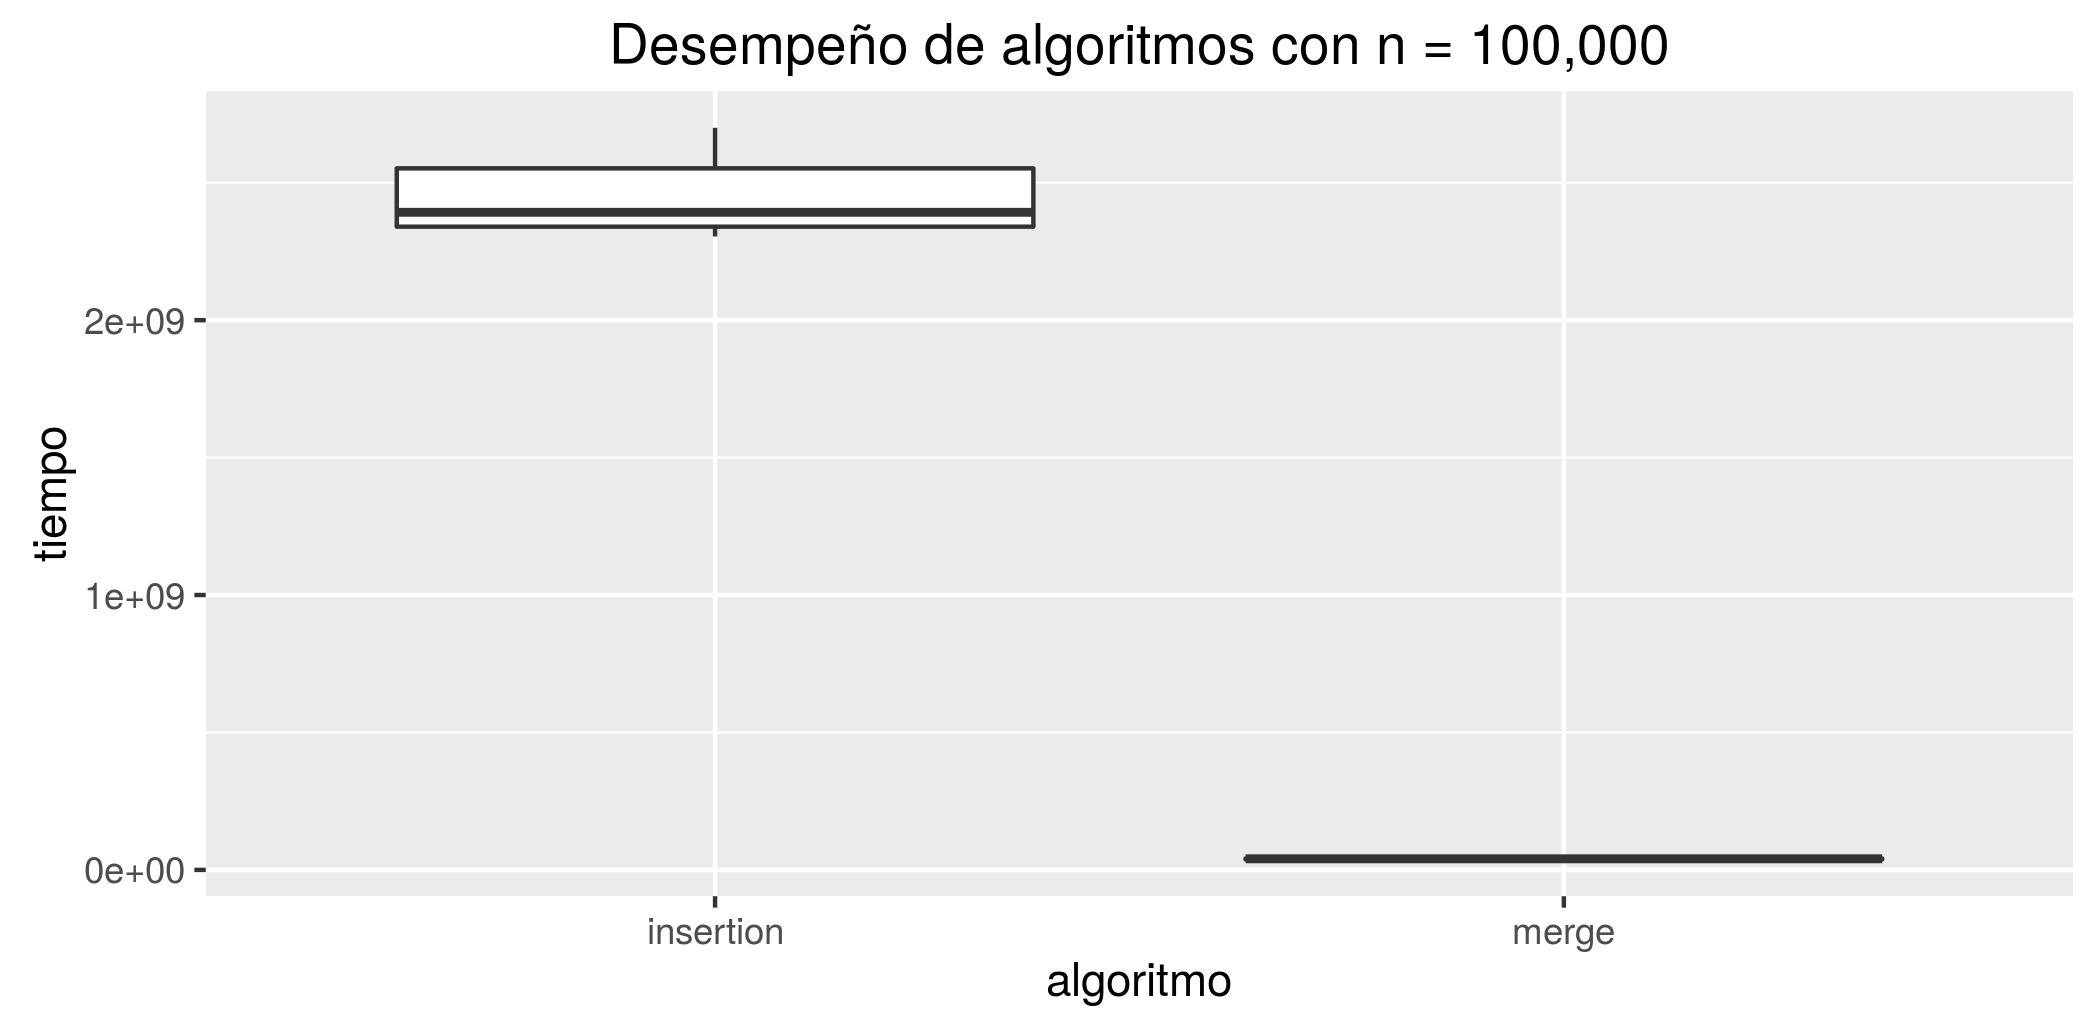 Desempeño de algoritmos con n = 100,000
2e+09
1e+09
0e+00
tiempo
insertion merge
algoritmo